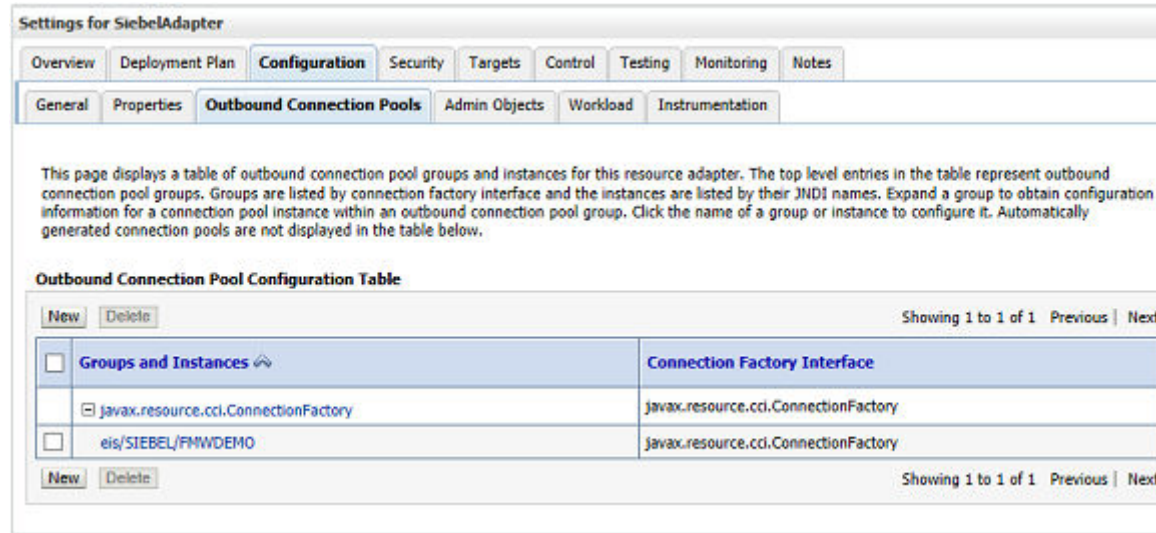 Settings for SiebelAdapter
Overview Deployment Plan Configuration Security Targets Control Testing Monitoring Notes
General Properties Outbound Connection Pools Admin Objects Workload Instrumentation
This page displays a table of outbound connection pool groups and instances for this resource adapter. The top level entries in the table represent outbound
connection pool groups. Groups are listed by connection factory interface and the instances are listed by their JNDI names. Expand a group to obtain configuration
information for a connection pool instance within an outbound connection pool group. Click the name of a group or instance to configure it. Automatically
generated connection pools are not displayed in the table below.
Outbound Connection Pool Configuration Table
New Delete Showing 1 to 1 of 1 Previous | Next
Groups and Instances Connection Factory Interface
javax.resource.cci.ConnectionFactory javax.resource.cci.ConnectionFactory
eis/SIEBEL/FMWDEMO javax.resource.cci.ConnectionFactory
New Delete Showing 1 to 1 of 1 Previous | Next